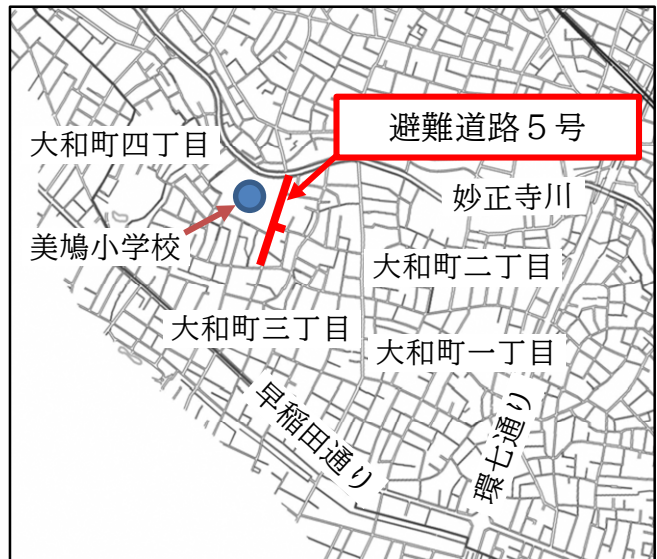 避難道路５号
大和町四丁目
妙正寺川
美鳩小学校
大和町二丁目
大和町三丁目
大和町一丁目
早稲田通り
環七通り